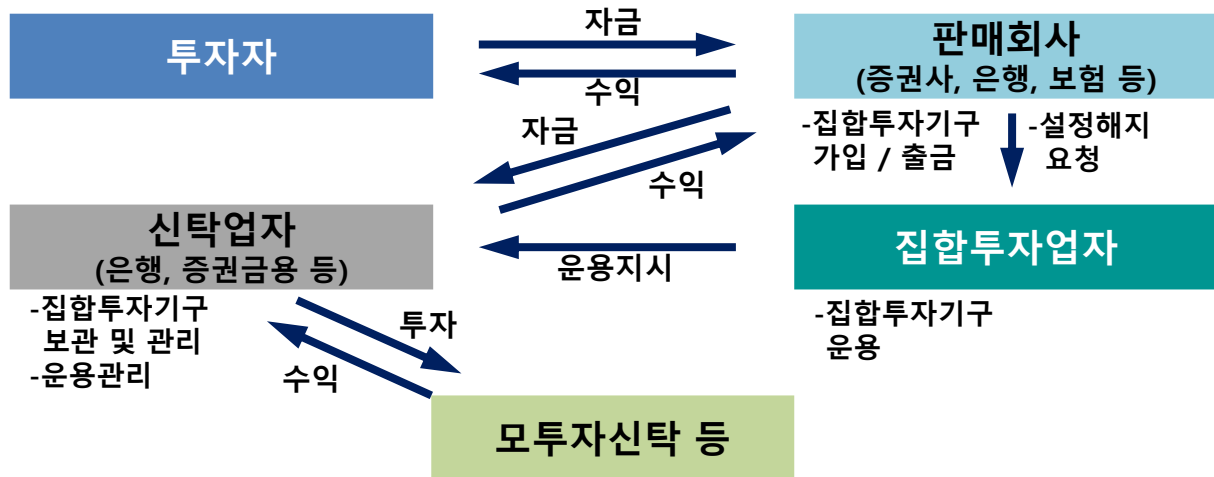 투자자
자금
수익
판매회사
(증권사, 은행, 보험 등)
-집합투자기구
가입 / 출금
-설정해지
요청
자금
수익
신탁업자
(은행, 증권금용 등)
운용지시
집합투자업자
-집합투자기구
보관 및 관리
-운용관리
투자
수익
-집합투자기구
운용
모투자신탁 등